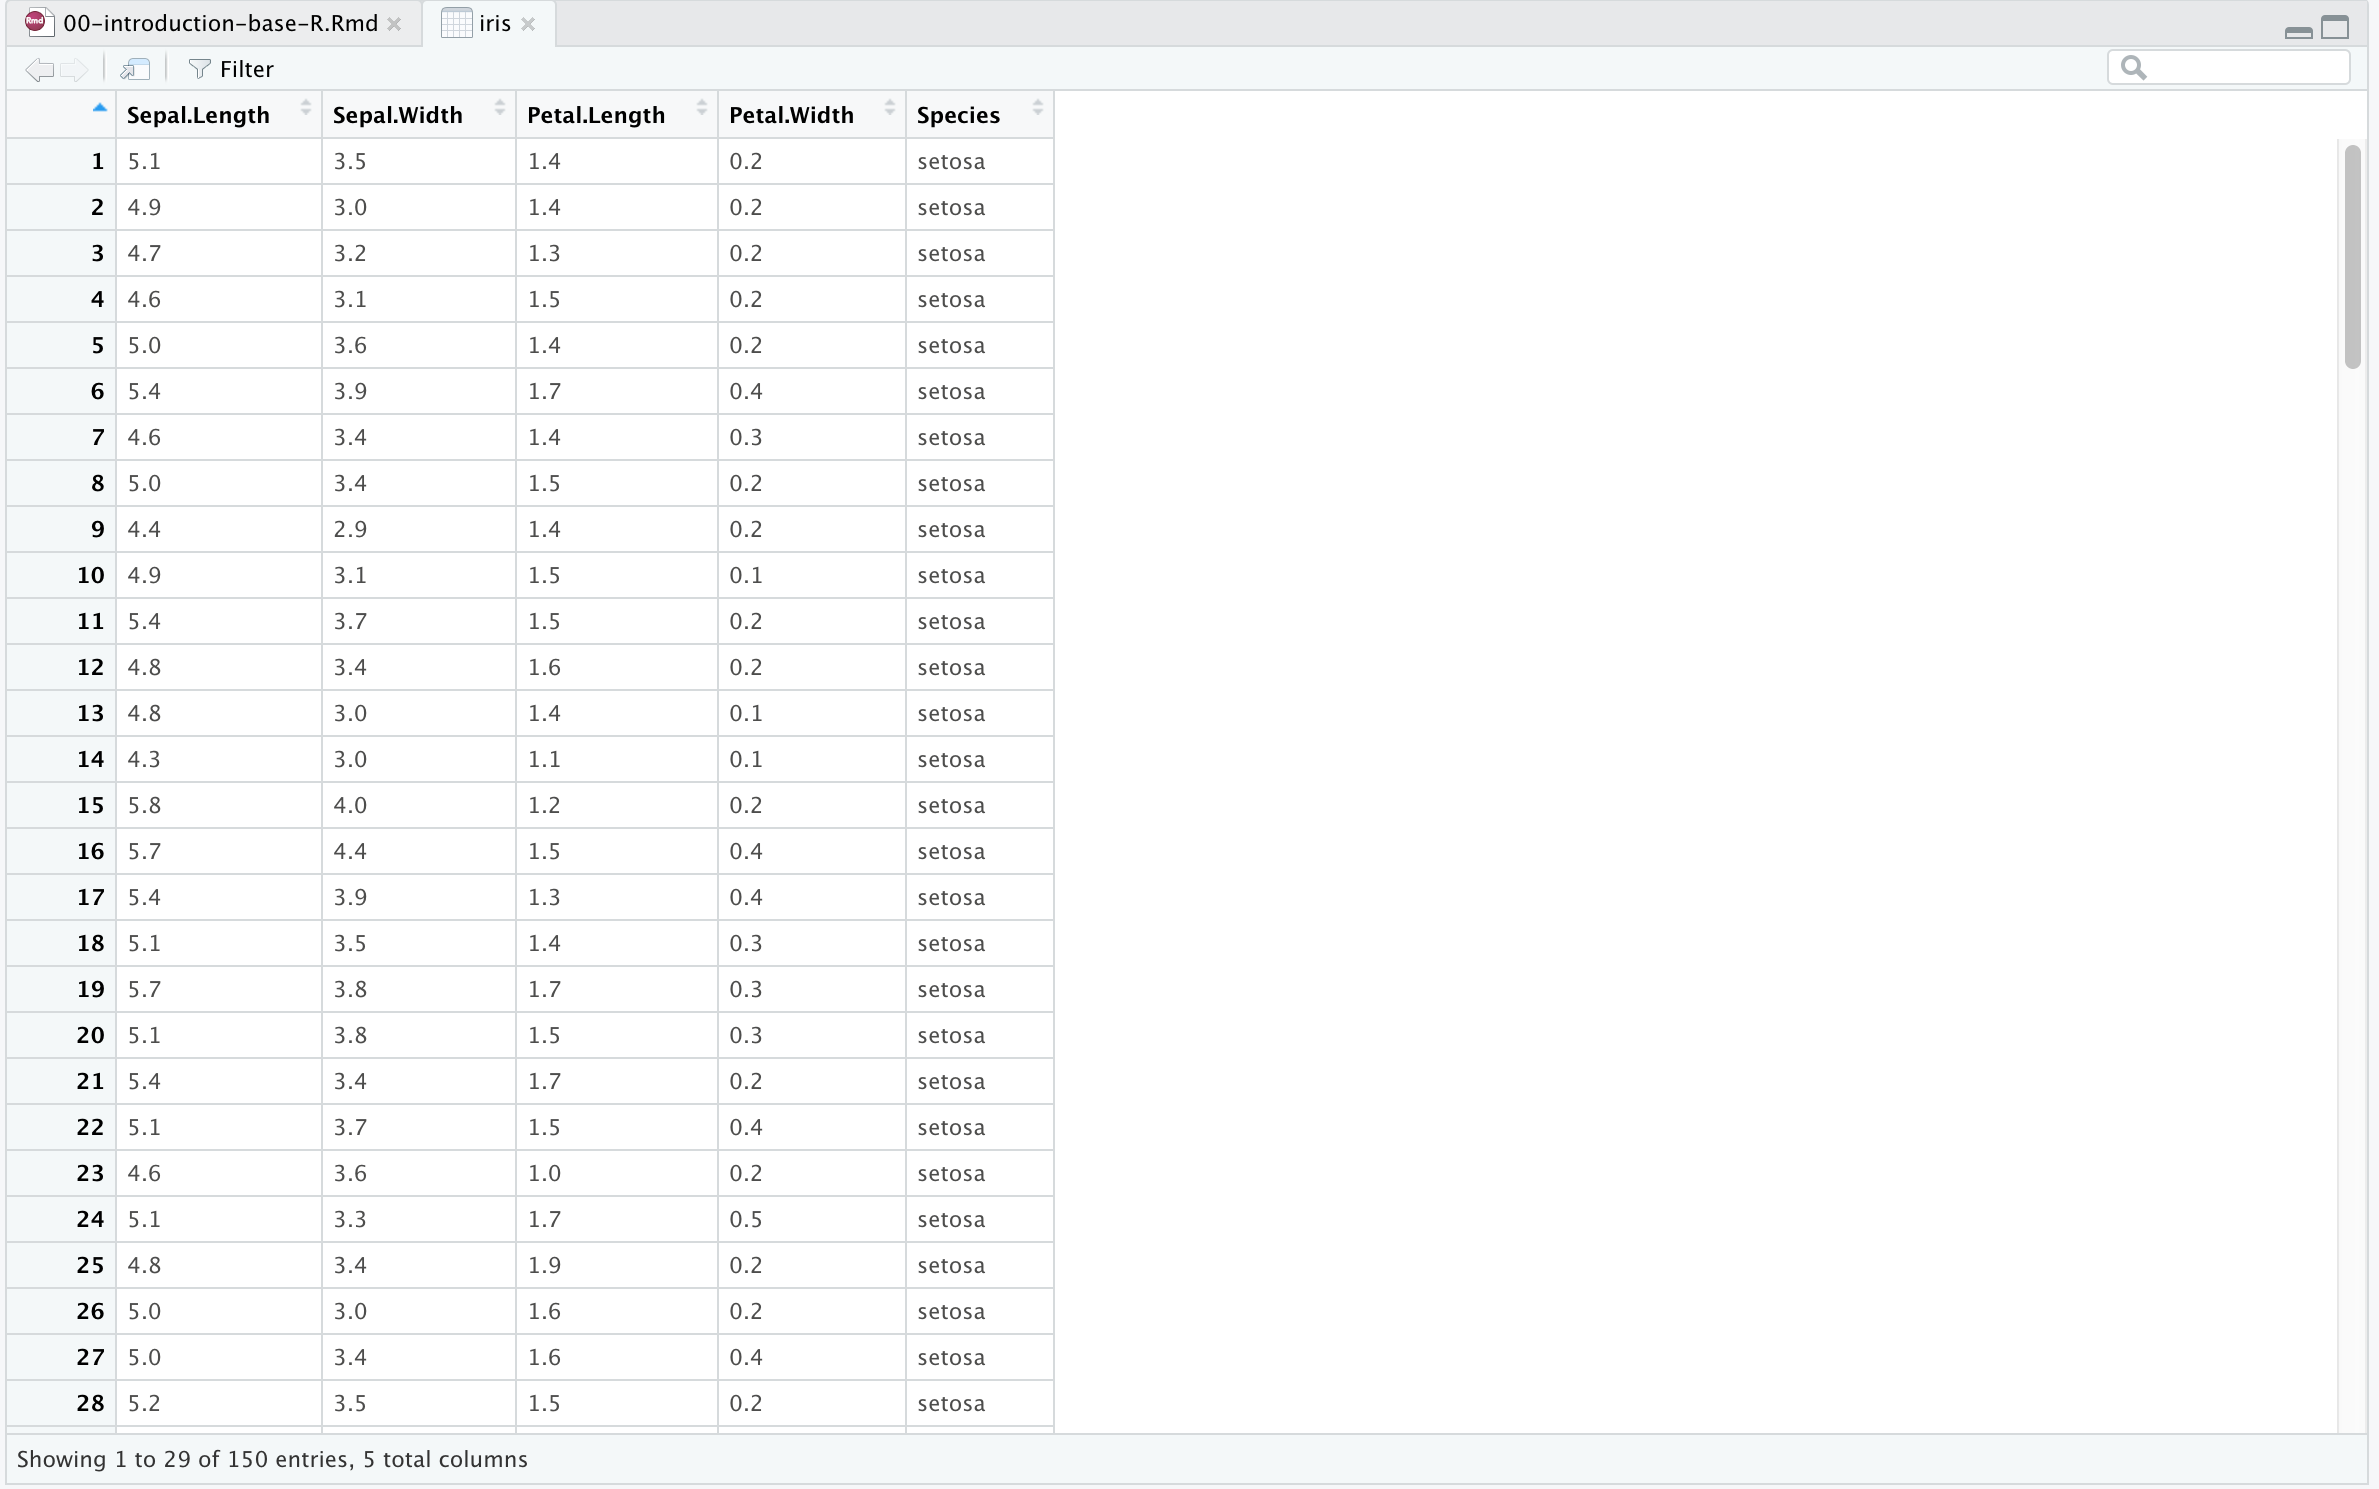 00-introduction-base-R.Rmd iris
Filter
Sepal.Length Sepal.Width Petal.Length Petal.Width Species
1 5.1 3.5 1.4 0.2 setosa
2 4.9 3.0 1.4 0.2 setosa
3 4.7 3.2 1.3 0.2 setosa
4 4.6 3.1 1.5 0.2 setosa
5 5.0 3.6 1.4 0.2 setosa
6 5.4 3.9 1.7 0.4 setosa
7 4.6 3.4 1.4 0.3 setosa
8 5.0 3.4 1.5 0.2 setosa
9 4.4 2.9 1.4 0.2 setosa
10 4.9 3.1 1.5 0.1 setosa
11 5.4 3.7 1.5 0.2 setosa
12 4.8 3.4 1.6 0.2 setosa
13 4.8 3.0 1.4 0.1 setosa
14 4.3 3.0 1.1 0.1 setosa
15 5.8 4.0 1.2 0.2 setosa
16 5.7 4.4 1.5 0.4 setosa
17 5.4 3.9 1.3 0.4 setosa
18 5.1 3.5 1.4 0.3 setosa
19 5.7 3.8 1.7 0.3 setosa
20 5.1 3.8 1.5 0.3 setosa
21 5.4 3.4 1.7 0.2 setosa
22 5.1 3.7 1.5 0.4 setosa
23 4.6 3.6 1.0 0.2 setosa
24 5.1 3.3 1.7 0.5 setosa
25 4.8 3.4 1.9 0.2 setosa
26 5.0 3.0 1.6 0.2 setosa
27 5.0 3.4 1.6 0.4 setosa
28 5.2 3.5 1.5 0.2 setosa
Showing 1 to 29 of 150 entries, 5 total columns